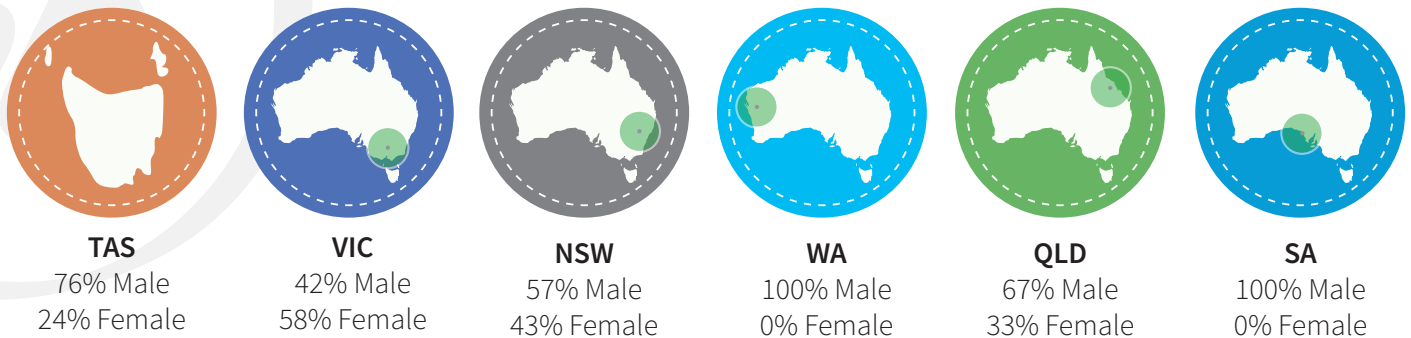 TAS
76% Male
24% Female
VIC
42% Male
58% Female
NSW
57% Male
43% Female
WA
100% Male
0% Female
QLD
67% Male
33% Female
SA
100% Male
0% Female